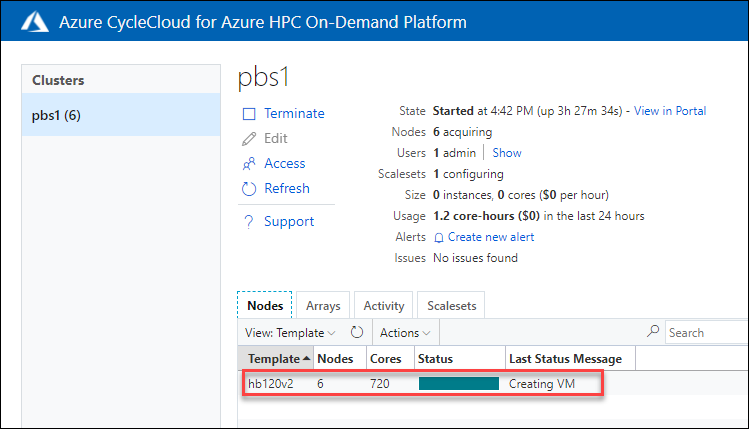 Azure CycleCloud for Azure HPC On-Demand Platform
Clusters
pbs1 (6)
pbs1
Terminate
Edit
Access
Refresh
Support
State Started at 4:42 PM (up 3h 27m 34s) - View in Portal
Nodes 6 acquiring
Users 1 admin Show
Scalesets 1 configuring
Size 0 instances, 0 cores ($0 per hour)
Usage 1.2 core-hours ($0) in the last 24 hours
Alerts Create new alert
Issues No issues found
Nodes Arrays Activity Scalesets
View: Template Actions Search
Template Nodes Cores Status Last Status Message
hb120v2 6 720 Creating VM